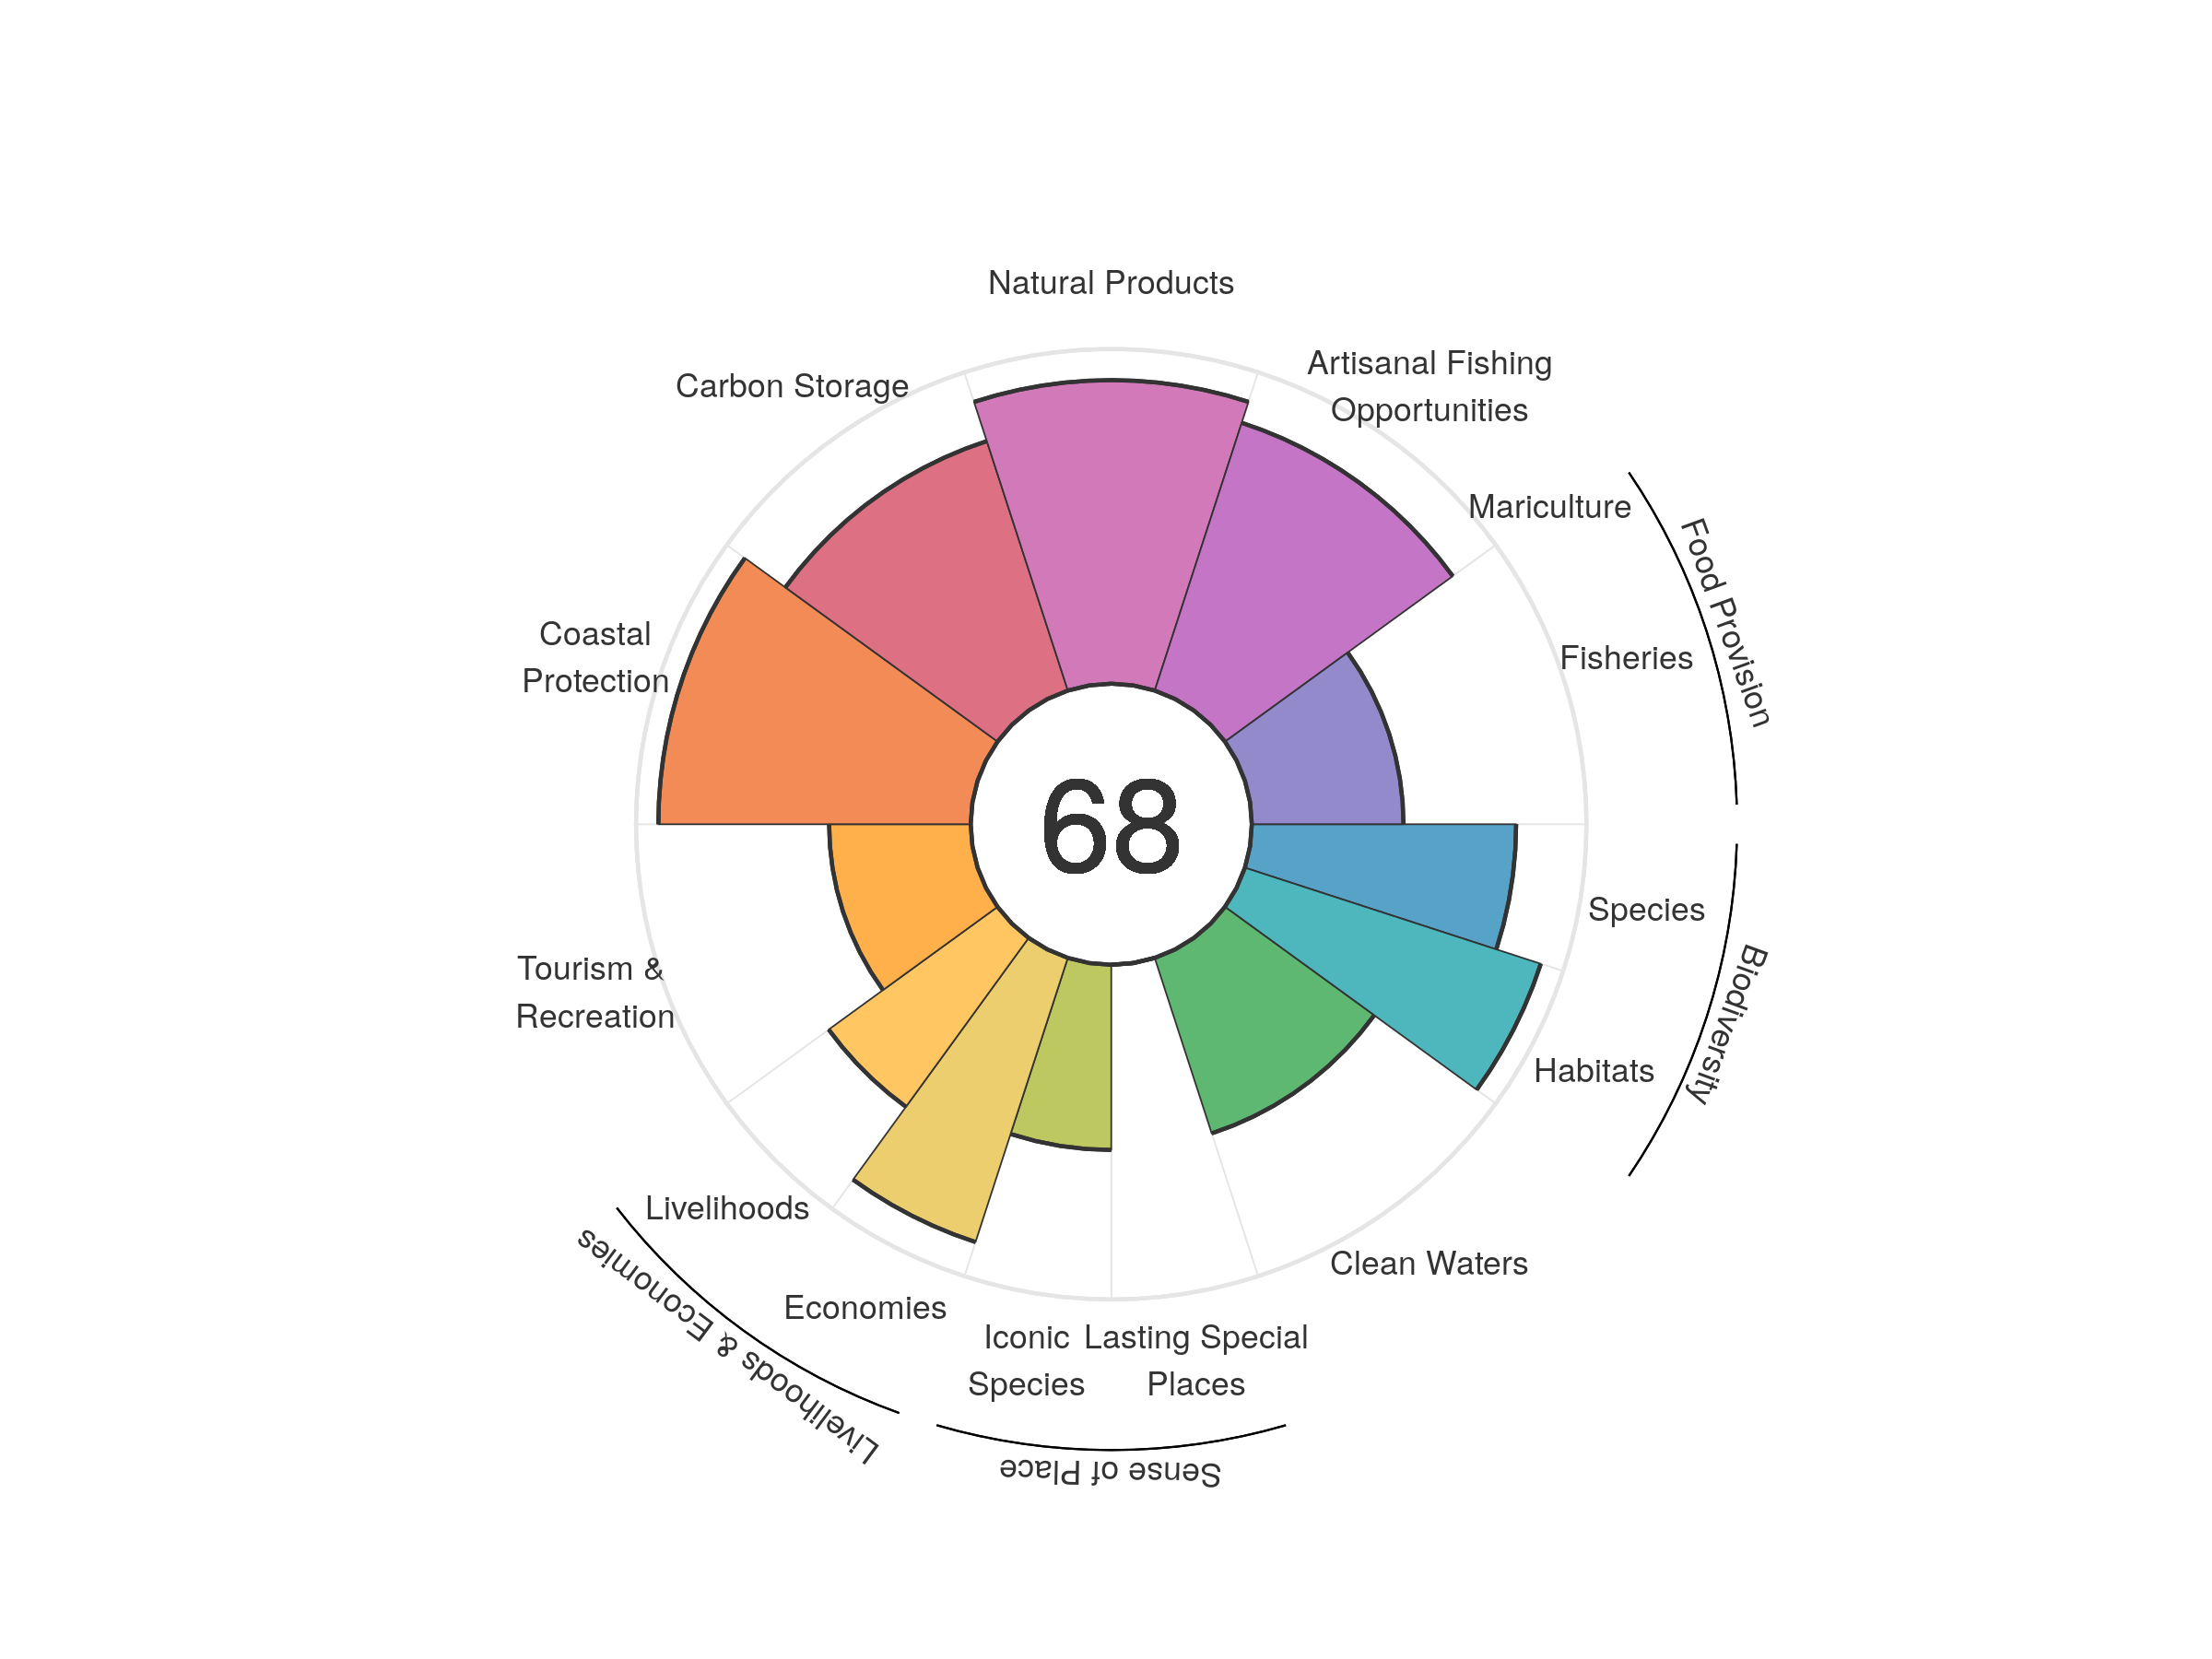 Natural Products
Artisanal Fishing
Opportunities
Carbon Storage
Mariculture
Food Provision
Fisheries
Coastal
Protection
68
Species
Biodiversity
Tourism &
Recreation
Habitats
Livelihoods
Livelihoods & Economies
Clean Waters
Economies
Iconic
Species
Lasting Special
Places
Sense of Place